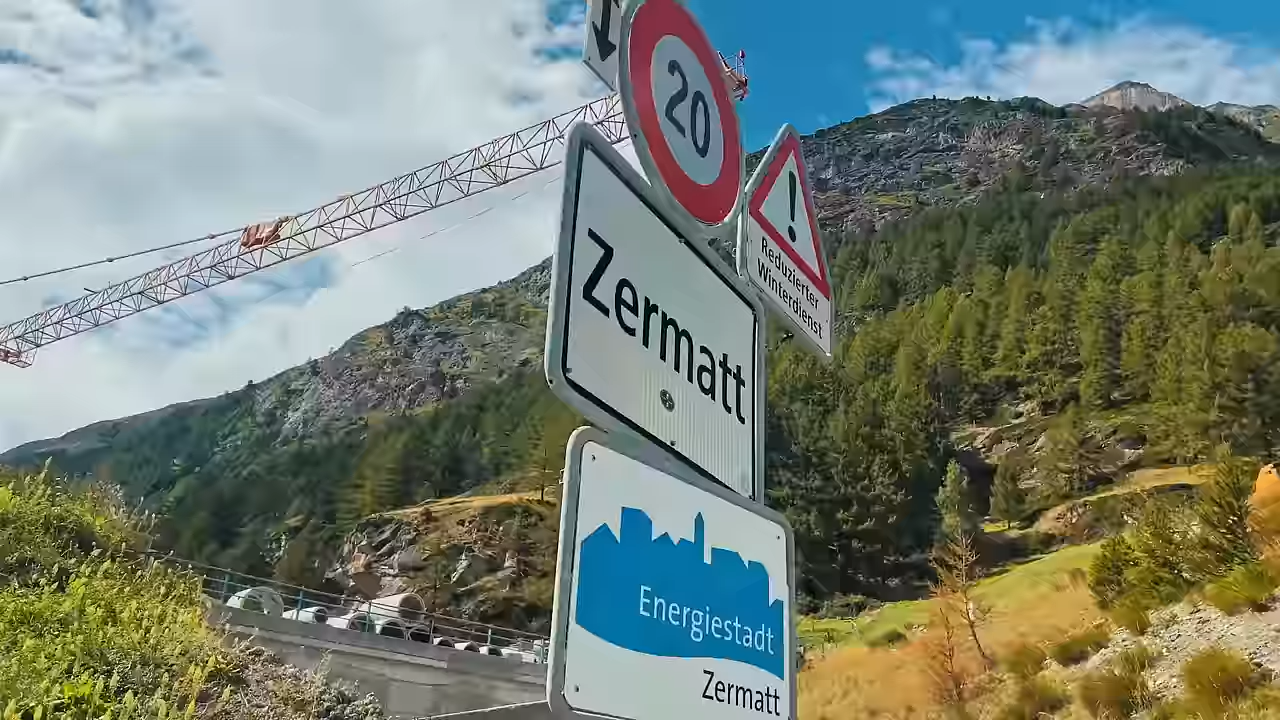 20
!
Reduzierter
Winterdienst
Zermatt
Energiestadt
Zermatt